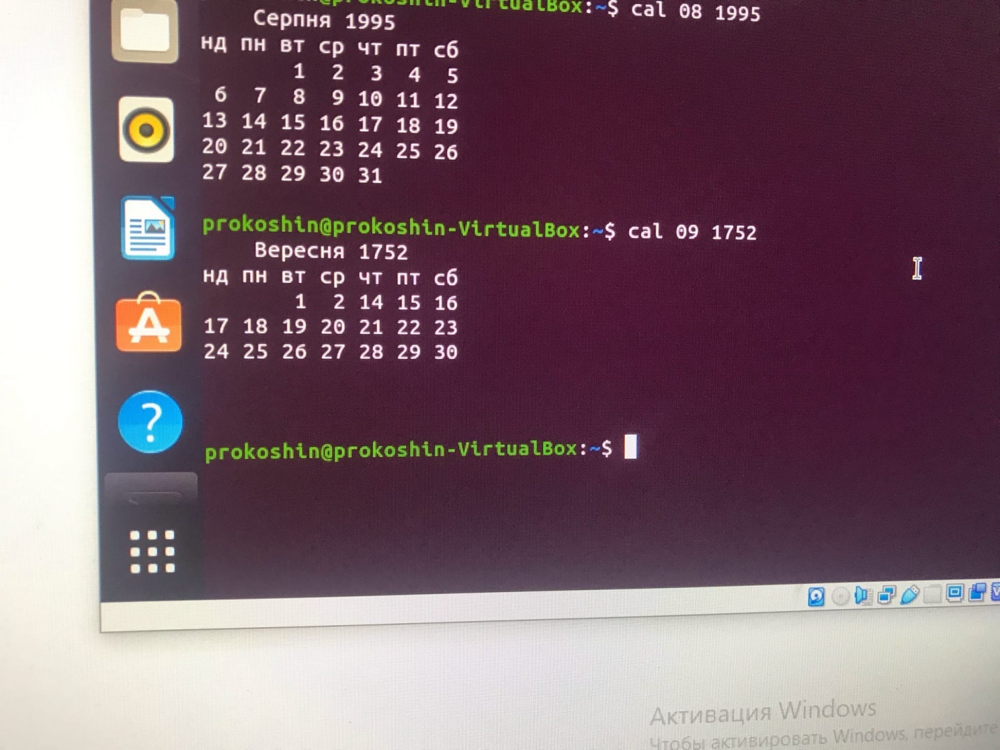 prokoshin-VirtualBox:~$ cal 08 1995
Серпня 1995
нд пн вт ср чт пт сб
1 2 3 4 5
6 7 8 9 10 11 12
13 14 15 16 17 18 19
20 21 22 23 24 25 26
27 28 29 30 31
prokoshin@prokoshin-VirtualBox:~$ cal 09 1752
Вересня 1752
нд пн вт ср чт пт сб
1 2 14 15 16
17 18 19 20 21 22 23
24 25 26 27 28 29 30
prokoshin@prokoshin-VirtualBox:~$
Активация Windows
Чтобы активировать Windows, перейдите